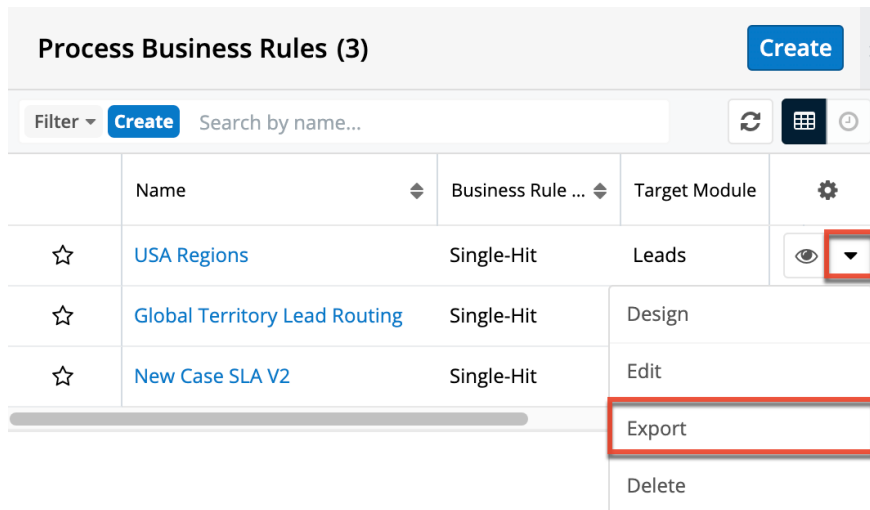 Process Business Rules (3)
Create
Filter
Create
Search by name...
Name
Business Rule ...
Target Module
USA Regions
Single-Hit
Leads
Global Territory Lead Routing
Single-Hit
New Case SLA V2
Single-Hit
Design
Edit
Export
Delete